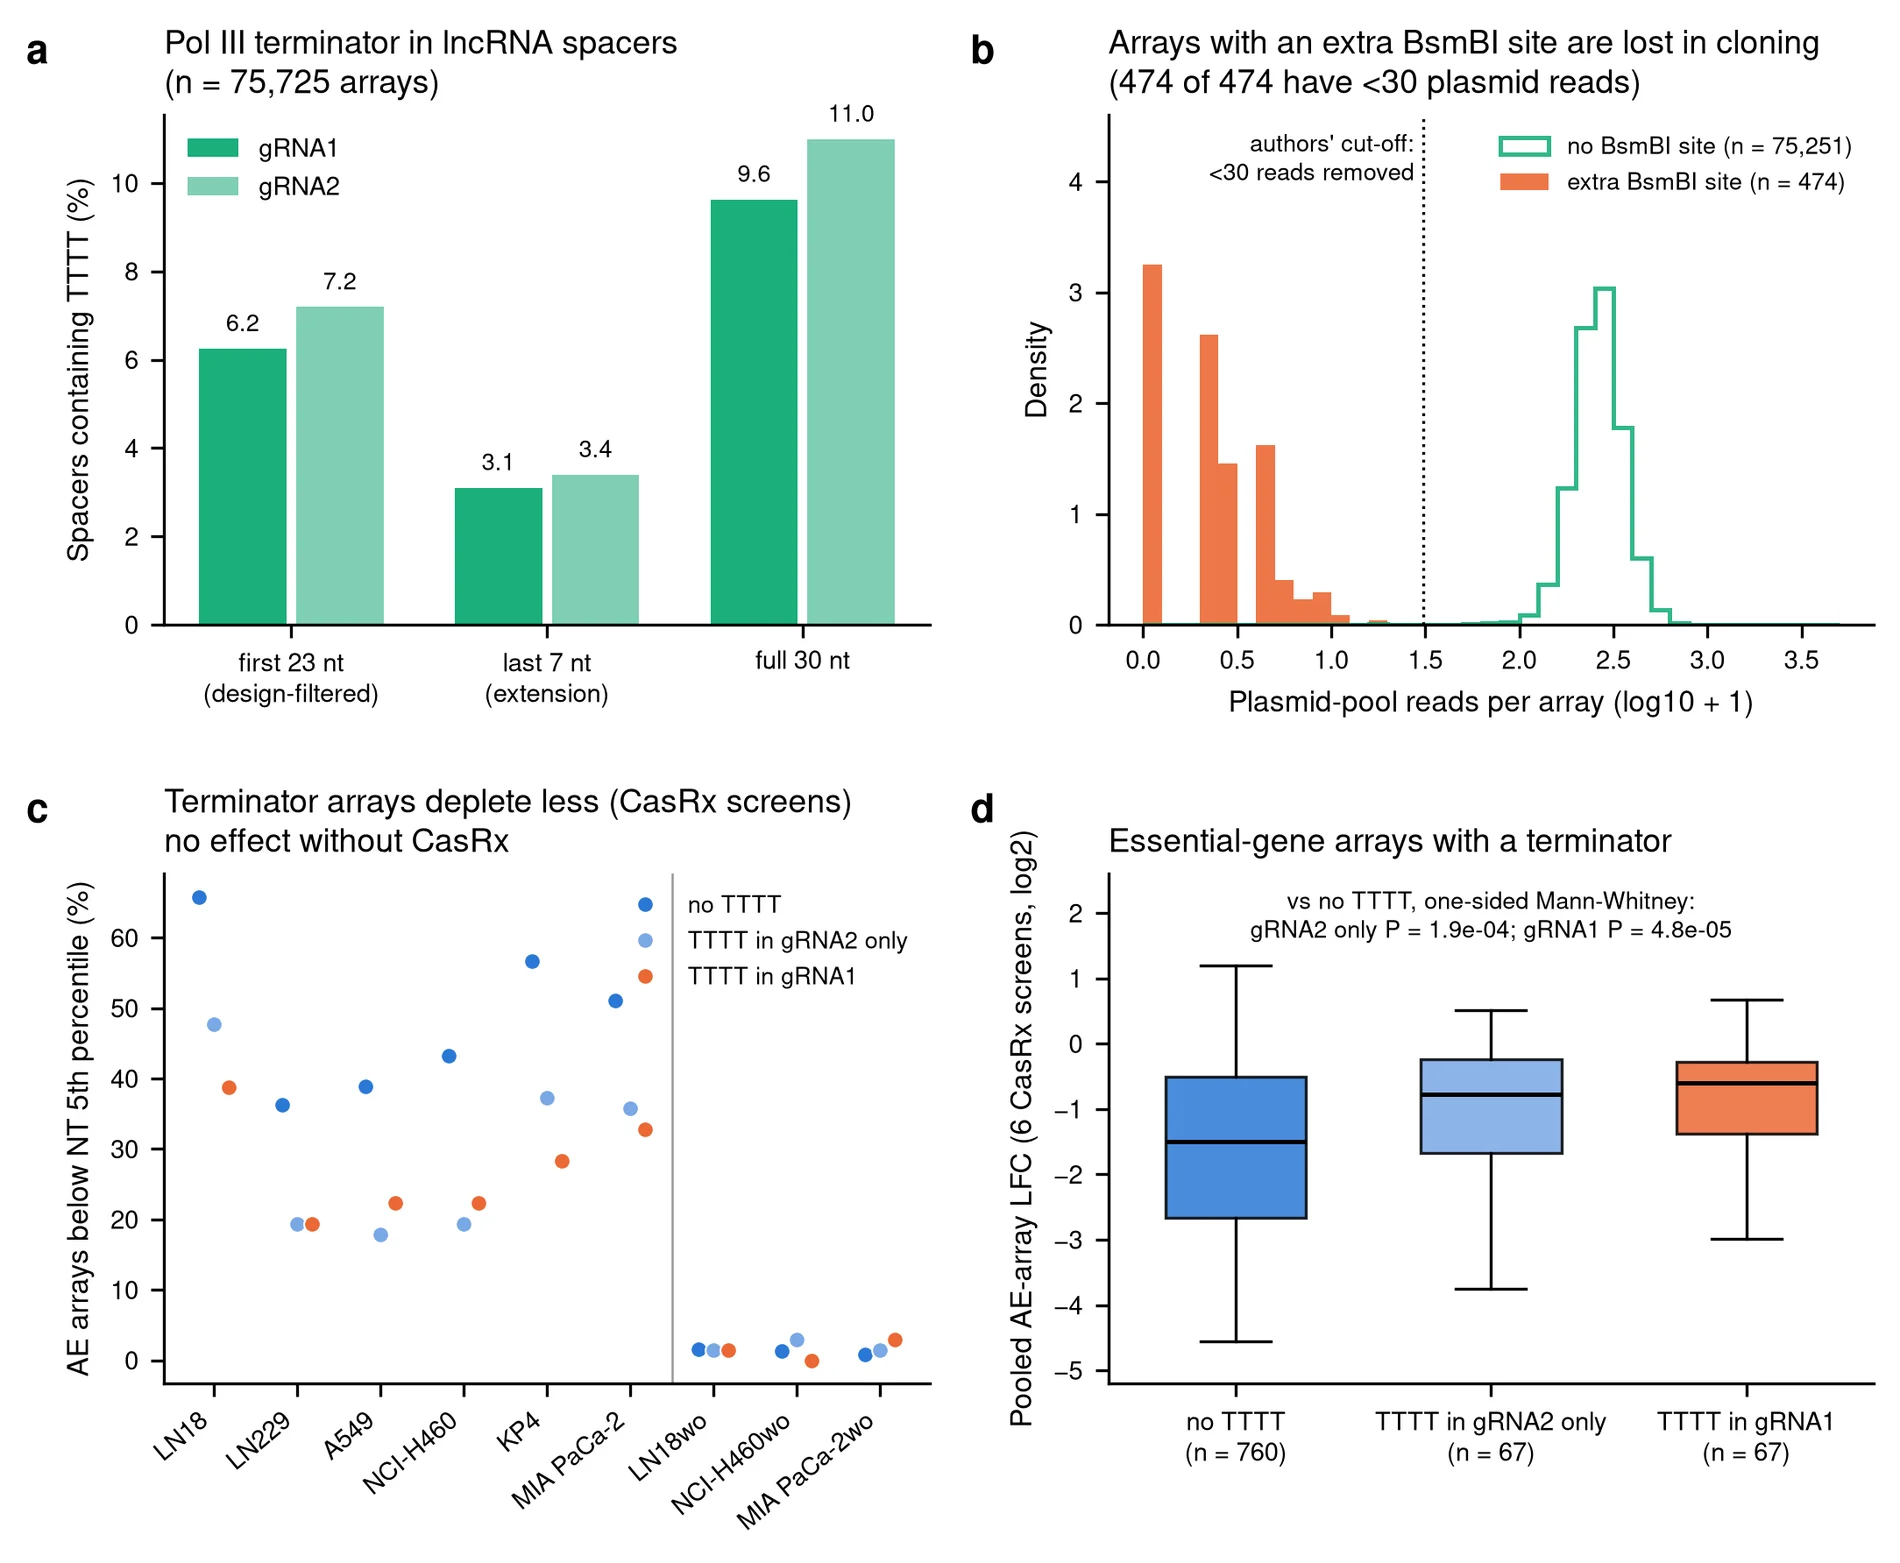 a
Pol III terminator in lncRNA spacers
(n = 75,725 arrays)
gRNA1
gRNA2
Spacers containing TTTT (%)
10
8
6
4
2
0
6.2
7.2
3.1
3.4
9.6
11.0
first 23 nt
(design-filtered)
last 7 nt
(extension)
full 30 nt
b
Arrays with an extra BsmBI site are lost in cloning
(474 of 474 have <30 plasmid reads)
authors' cut-off:
<30 reads removed
no BsmBI site (n = 75,251)
extra BsmBI site (n = 474)
Density
4
3
2
1
0
0.0
0.5
1.0
1.5
2.0
2.5
3.0
3.5
Plasmid-pool reads per array (log10 + 1)
c
Terminator arrays deplete less (CasRx screens)
no effect without CasRx
no TTTT
TTTT in gRNA2 only
TTTT in gRNA1
AE arrays below NT 5th percentile (%)
60
50
40
30
20
10
0
LN18
LN229
A549
NCI-H460
KP4
MIA PaCa-2
LN18wo
NCI-H460wo
MIA PaCa-2wo
d
Essential-gene arrays with a terminator
vs no TTTT, one-sided Mann-Whitney:
gRNA2 only P = 1.9e-04; gRNA1 P = 4.8e-05
Pooled AE-array LFC (6 CasRx screens, log2)
2
1
0
−1
−2
−3
−4
−5
no TTTT
(n = 760)
TTTT in gRNA2 only
(n = 67)
TTTT in gRNA1
(n = 67)